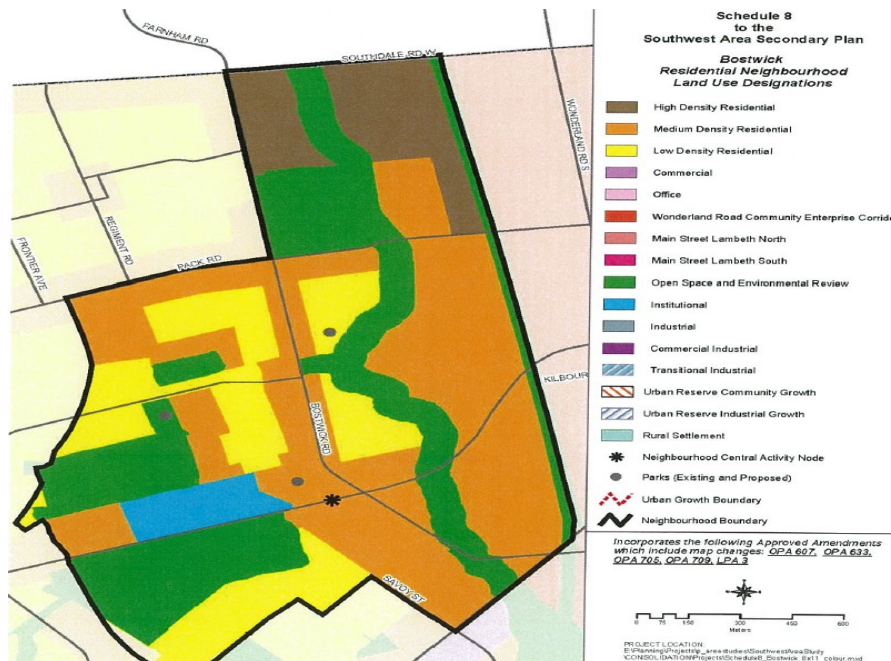 Schedule 8
to the
Southwest Area Secondary Plan
Bostwick
Residential Neighbourhood
Land Use Designations
High Density Residential
Medium Density Residential
Low Density Residential
Commercial
Office
Wonderland Road Community Enterprise Corrido
Main Street Lambeth North
Main Street Lambeth South
Open Space and Environmental Review
Institutional
Industrial
Commercial Industrial
Transitional Industrial
Urban Reserve Community Growth
Urban Reserve Industrial Growth
Rural Settlement
Neighbourhood Central Activity Node
Parks (Existing and Proposed)
Urban Growth Boundary
Neighbourhood Boundary
Incorporates the following Approved Amendments
which include map changes: OPA 607, OPA 633,
OPA 705, OPA 709, LPA 3
0 75 150 300 450 600
Meters
PROJECT LOCATION:
FARNHAM RD
SOUTHDALE RD W
WONDERLAND RD S
REGIMENT RD
FRONTIER AVE
PACK RD
KILBOUR
BOSTWICK RD
SAVOY ST